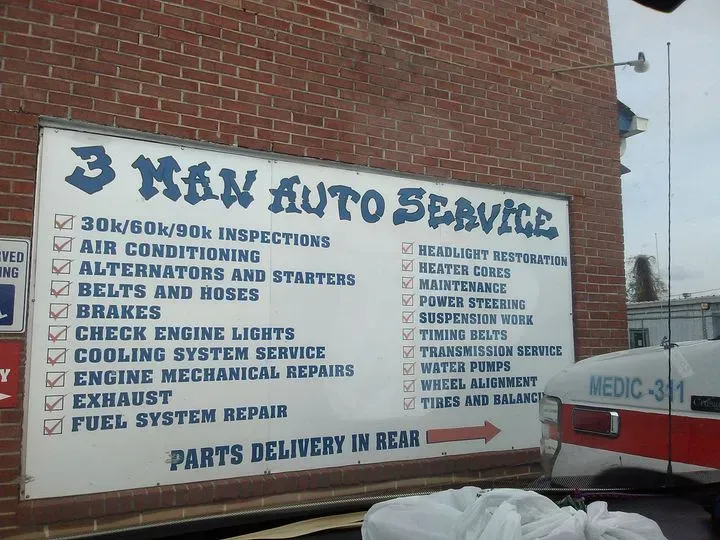 3 MAN AUTO SERVICE
30k/60k/90k INSPECTIONS
AIR CONDITIONING
ALTERNATORS AND STARTERS
BELTS AND HOSES
BRAKES
CHECK ENGINE LIGHTS
COOLING SYSTEM SERVICE
ENGINE MECHANICAL REPAIRS
EXHAUST
FUEL SYSTEM REPAIR
HEADLIGHT RESTORATION
HEATER CORES
MAINTENANCE
POWER STEERING
SUSPENSION WORK
TIMING BELTS
TRANSMISSION SERVICE
WATER PUMPS
WHEEL ALIGNMENT
TIRES AND
PARTS DELIVERY IN REAR
MEDIC-311